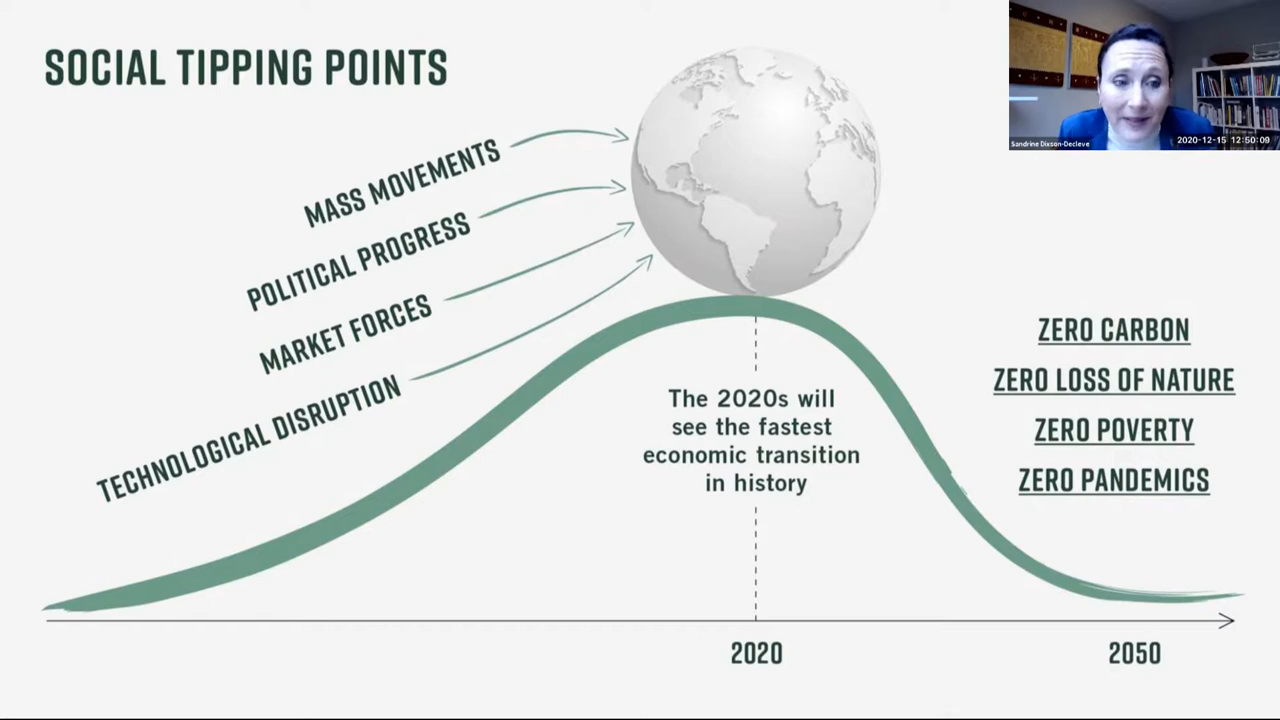 SOCIAL TIPPING POINTS
MASS MOVEMENTS
POLITICAL PROGRESS
MARKET FORCES
TECHNOLOGICAL DISRUPTION
The 2020s will
see the fastest
economic transition
in history
ZERO CARBON
ZERO LOSS OF NATURE
ZERO POVERTY
ZERO PANDEMICS
2020
2050
Sandrine Dixson-Decleve
2020-12-15 12:50:09